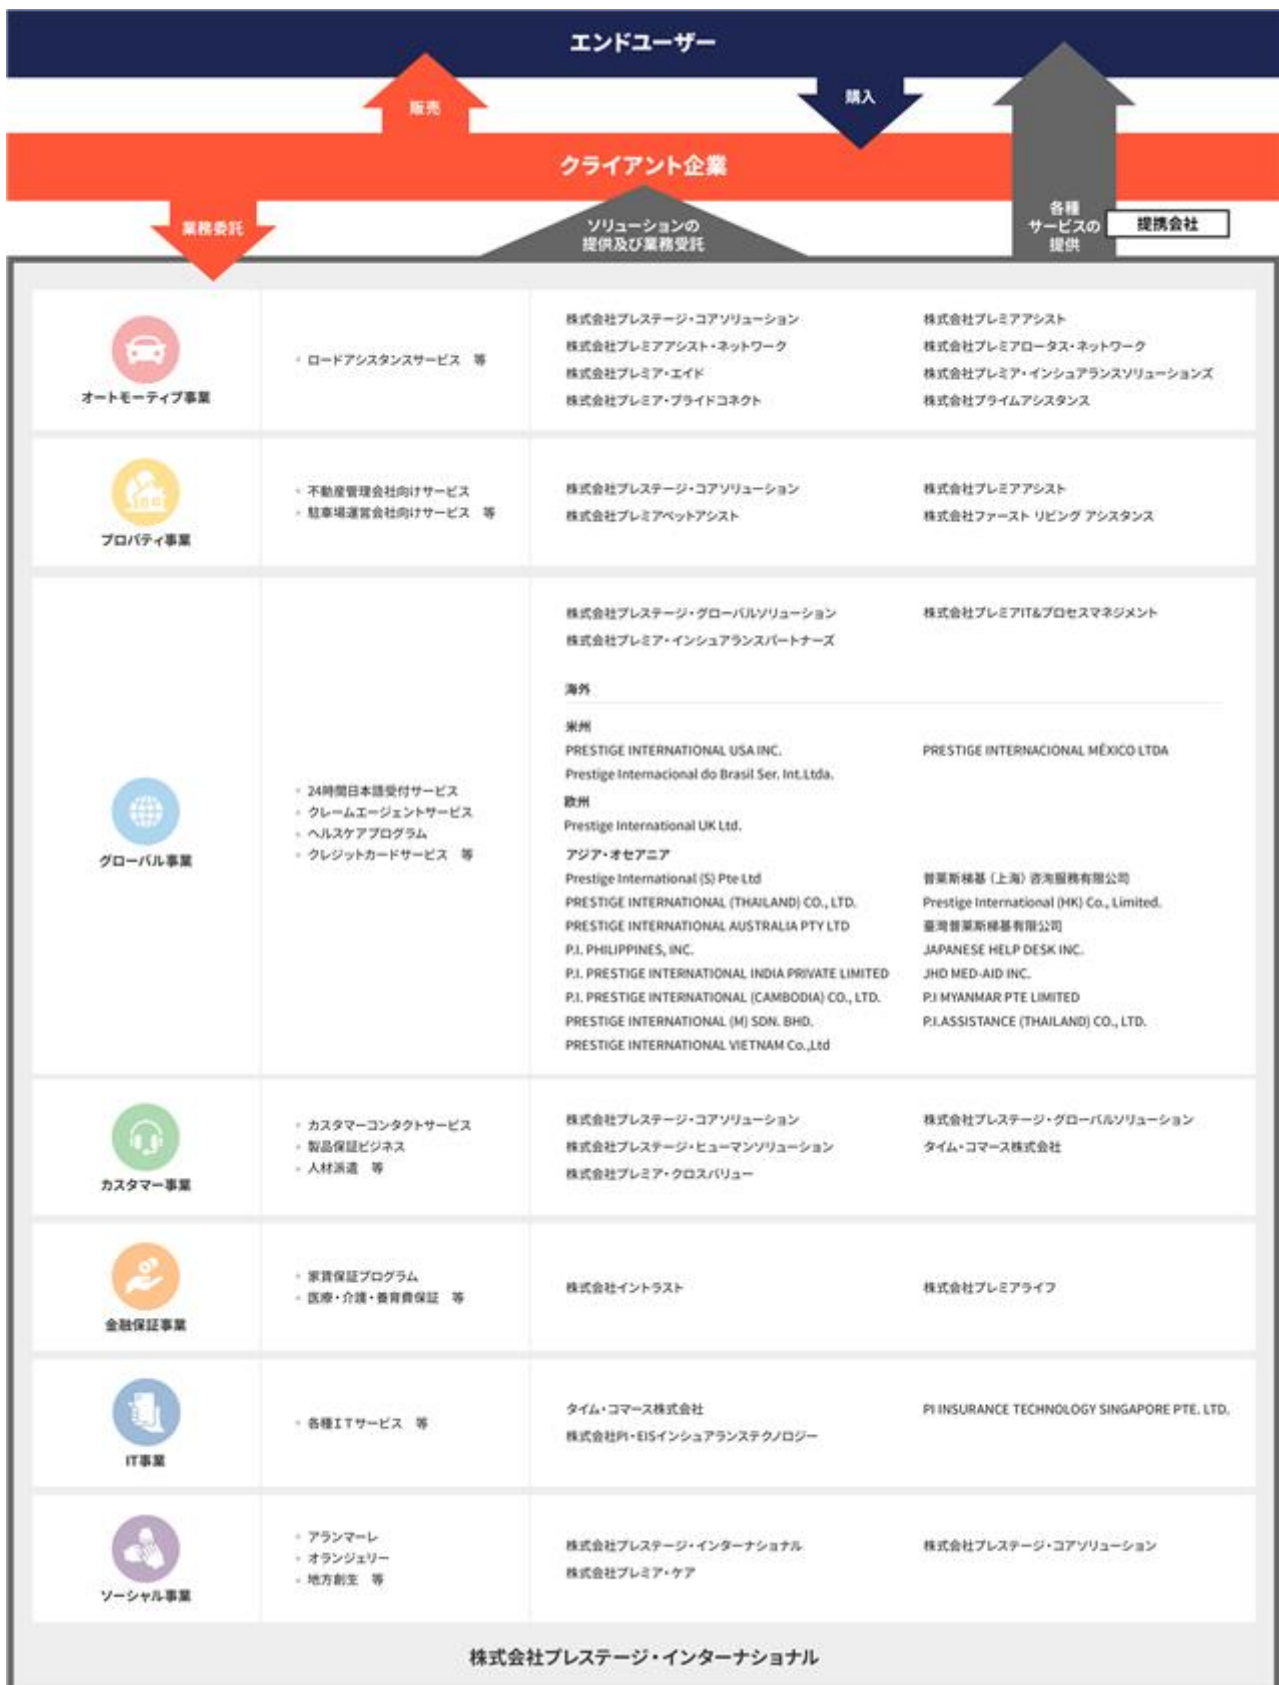 エンドユーザー
販売
購入
クライアント企業
業務委託
ソリューションの
提供及び業務受託
各種
サービスの
提供
提携会社
オートモーティブ事業
ロードアシスタンスサービス 等
株式会社プレステージ・コアソリューション
株式会社プレミアアシスト
株式会社プレミアアシスト・ネットワーク
株式会社プレミアロータス・ネットワーク
株式会社プレミア・エイド
株式会社プレミア・インシュアランスソリューションズ
株式会社プレミア・プライドコネクト
株式会社プライムアシスタンス
プロパティ事業
不動産管理会社向けサービス
駐車場運営会社向けサービス 等
株式会社プレステージ・コアソリューション
株式会社プレミアアシスト
株式会社プレミアペットアシスト
株式会社ファースト リビング アシスタンス
グローバル事業
24時間日本語受付サービス
クレームエージェントサービス
ヘルスケアプログラム
クレジットカードサービス 等
株式会社プレステージ・グローバルソリューション
株式会社プレミアIT&プロセスマネジメント
株式会社プレミア・インシュアランスパートナーズ
海外
米州
PRESTIGE INTERNATIONAL USA INC.
PRESTIGE INTERNACIONAL MÉXICO LTDA
Prestige Internacional do Brasil Ser. Int.Ltda.
欧州
Prestige International UK Ltd.
アジア・オセアニア
Prestige International (S) Pte Ltd
普莱斯梯基（上海）咨洵服務有限公司
PRESTIGE INTERNATIONAL (THAILAND) CO., LTD.
Prestige International (HK) Co., Limited.
PRESTIGE INTERNATIONAL AUSTRALIA PTY LTD
臺灣普莱斯梯基有限公司
P.I. PHILIPPINES, INC.
JAPANESE HELP DESK INC.
P.I. PRESTIGE INTERNATIONAL INDIA PRIVATE LIMITED
JHD MED-AID INC.
P.I. PRESTIGE INTERNATIONAL (CAMBODIA) CO., LTD.
P.I MYANMAR PTE LIMITED
PRESTIGE INTERNATIONAL (M) SDN. BHD.
P.I.ASSISTANCE (THAILAND) CO., LTD.
PRESTIGE INTERNATIONAL VIETNAM Co.,Ltd
カスタマー事業
カスタマーコンタクトサービス
製品保証ビジネス
人材派遣 等
株式会社プレステージ・コアソリューション
株式会社プレステージ・グローバルソリューション
株式会社プレステージ・ヒューマンソリューション
タイム・コマース株式会社
株式会社プレミア・クロスバリュー
金融保証事業
家賃保証プログラム
医療・介護・養育費保証 等
株式会社イントラスト
株式会社プレミアライフ
IT事業
各種ＩＴサービス 等
タイム・コマース株式会社
PI INSURANCE TECHNOLOGY SINGAPORE PTE. LTD.
株式会社PI・EISインシュアランステクノロジー
ソーシャル事業
アランマーレ
オランジェリー
地方創生 等
株式会社プレステージ・インターナショナル
株式会社プレステージ・コアソリューション
株式会社プレミア・ケア
株式会社プレステージ・インターナショナル